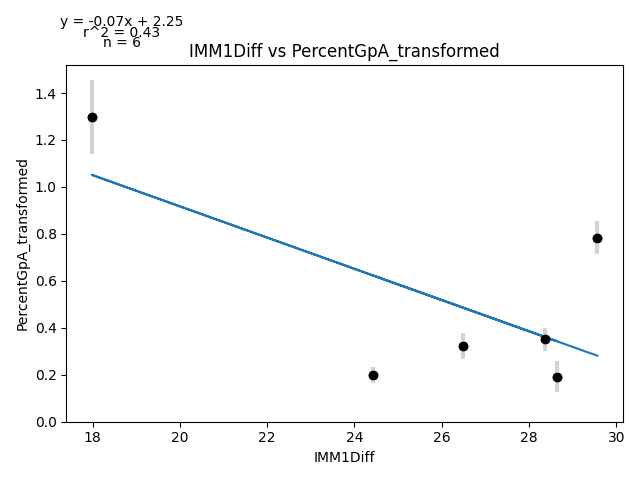 y = -0.07x + 2.25
r^2 = 0.43
n = 6
IMM1Diff vs PercentGpA_transformed
PercentGpA_transformed
1.4
1.2
1.0
0.8
0.6
0.4
0.2
0.0
18 20 22 24 26 28 30
IMM1Diff